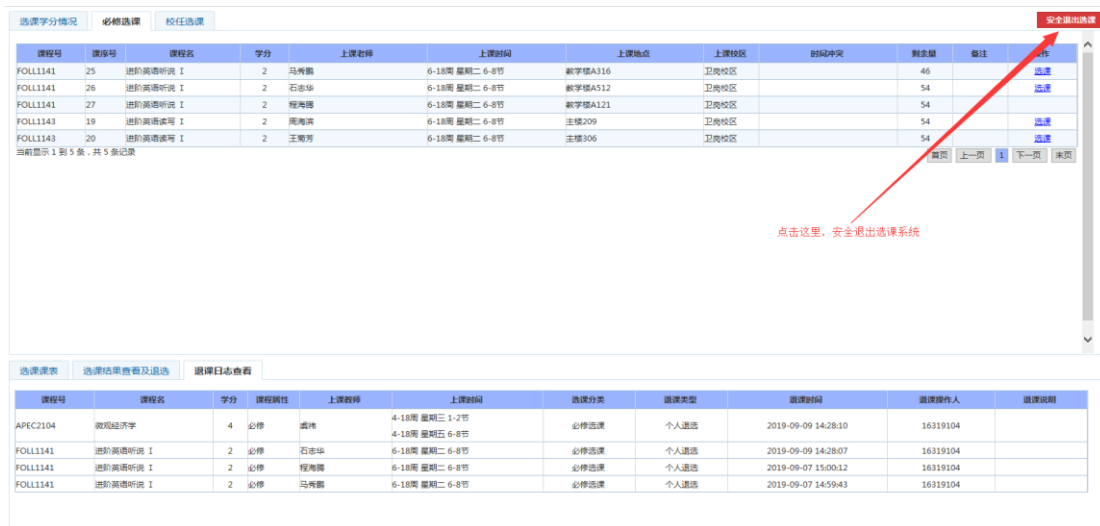 选课学分情况 必修选课 校任选课 安全退出选课
课程号 课序号 课程名 学分 上课老师 上课时间 上课地点 上课校区 时间冲突 剩余量 备注 作
FOLL1141 25 进阶英语听说 I 2 马秀鹏 6-18周 星期二 6-8节 教学楼A316 卫岗校区 46 选课
FOLL1141 26 进阶英语听说 I 2 石志华 6-18周 星期二 6-8节 教学楼A512 卫岗校区 54 选课
FOLL1141 27 进阶英语听说 I 2 程海腾 6-18周 星期二 6-8节 教学楼A121 卫岗校区 54
FOLL1143 19 进阶英语读写 I 2 周海滨 6-18周 星期二 6-8节 主楼209 卫岗校区 54 选课
FOLL1143 20 进阶英语读写 I 2 王菊芳 6-18周 星期二 6-8节 主楼306 卫岗校区 54 选课
当前显示 1 到 5 条，共 5 条记录 首页 上一页 1 下一页 末页
点击这里，安全退出选课系统
选课课表 选课结果查看及退选 退课日志查看
课程号 课程名 学分 课程属性 上课教师 上课时间 选课分类 退课类型 退课时间 退课操作人 退课说明
APEC2104 微观经济学 4 必修 虞祎 4-18周 星期三 1-2节 必修选课 个人退选 2019-09-09 14:28:10 16319104
4-18周 星期五 6-8节
FOLL1141 进阶英语听说 I 2 必修 石志华 6-18周 星期二 6-8节 必修选课 个人退选 2019-09-09 14:28:07 16319104
FOLL1141 进阶英语听说 I 2 必修 程海腾 6-18周 星期二 6-8节 必修选课 个人退选 2019-09-07 15:00:12 16319104
FOLL1141 进阶英语听说 I 2 必修 马秀鹏 6-18周 星期二 6-8节 必修选课 个人退选 2019-09-07 14:59:43 16319104